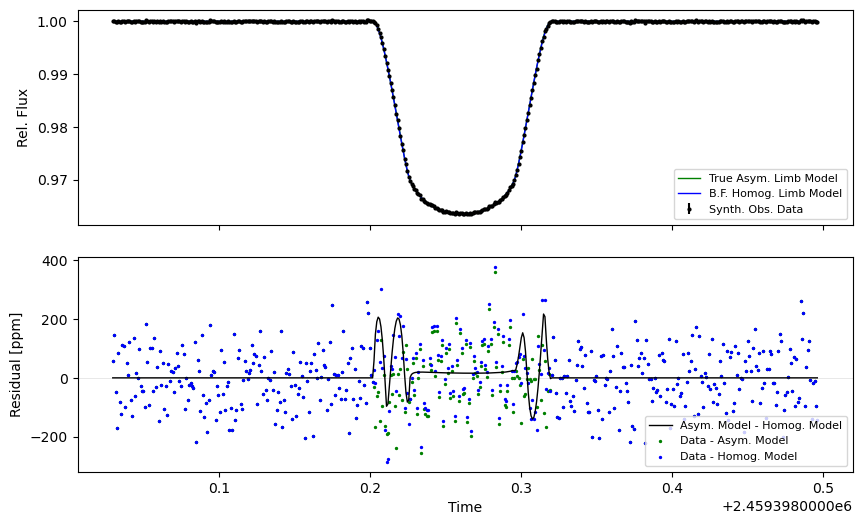 1.00
0.99
0.98
0.97
Rel. Flux
True Asym. Limb Model
B.F. Homog. Limb Model
Synth. Obs. Data
400
200
0
−200
Residual [ppm]
Asym. Model - Homog. Model
Data - Asym. Model
Data - Homog. Model
0.1 0.2 0.3 0.4 0.5
+2.4593980000e6
Time